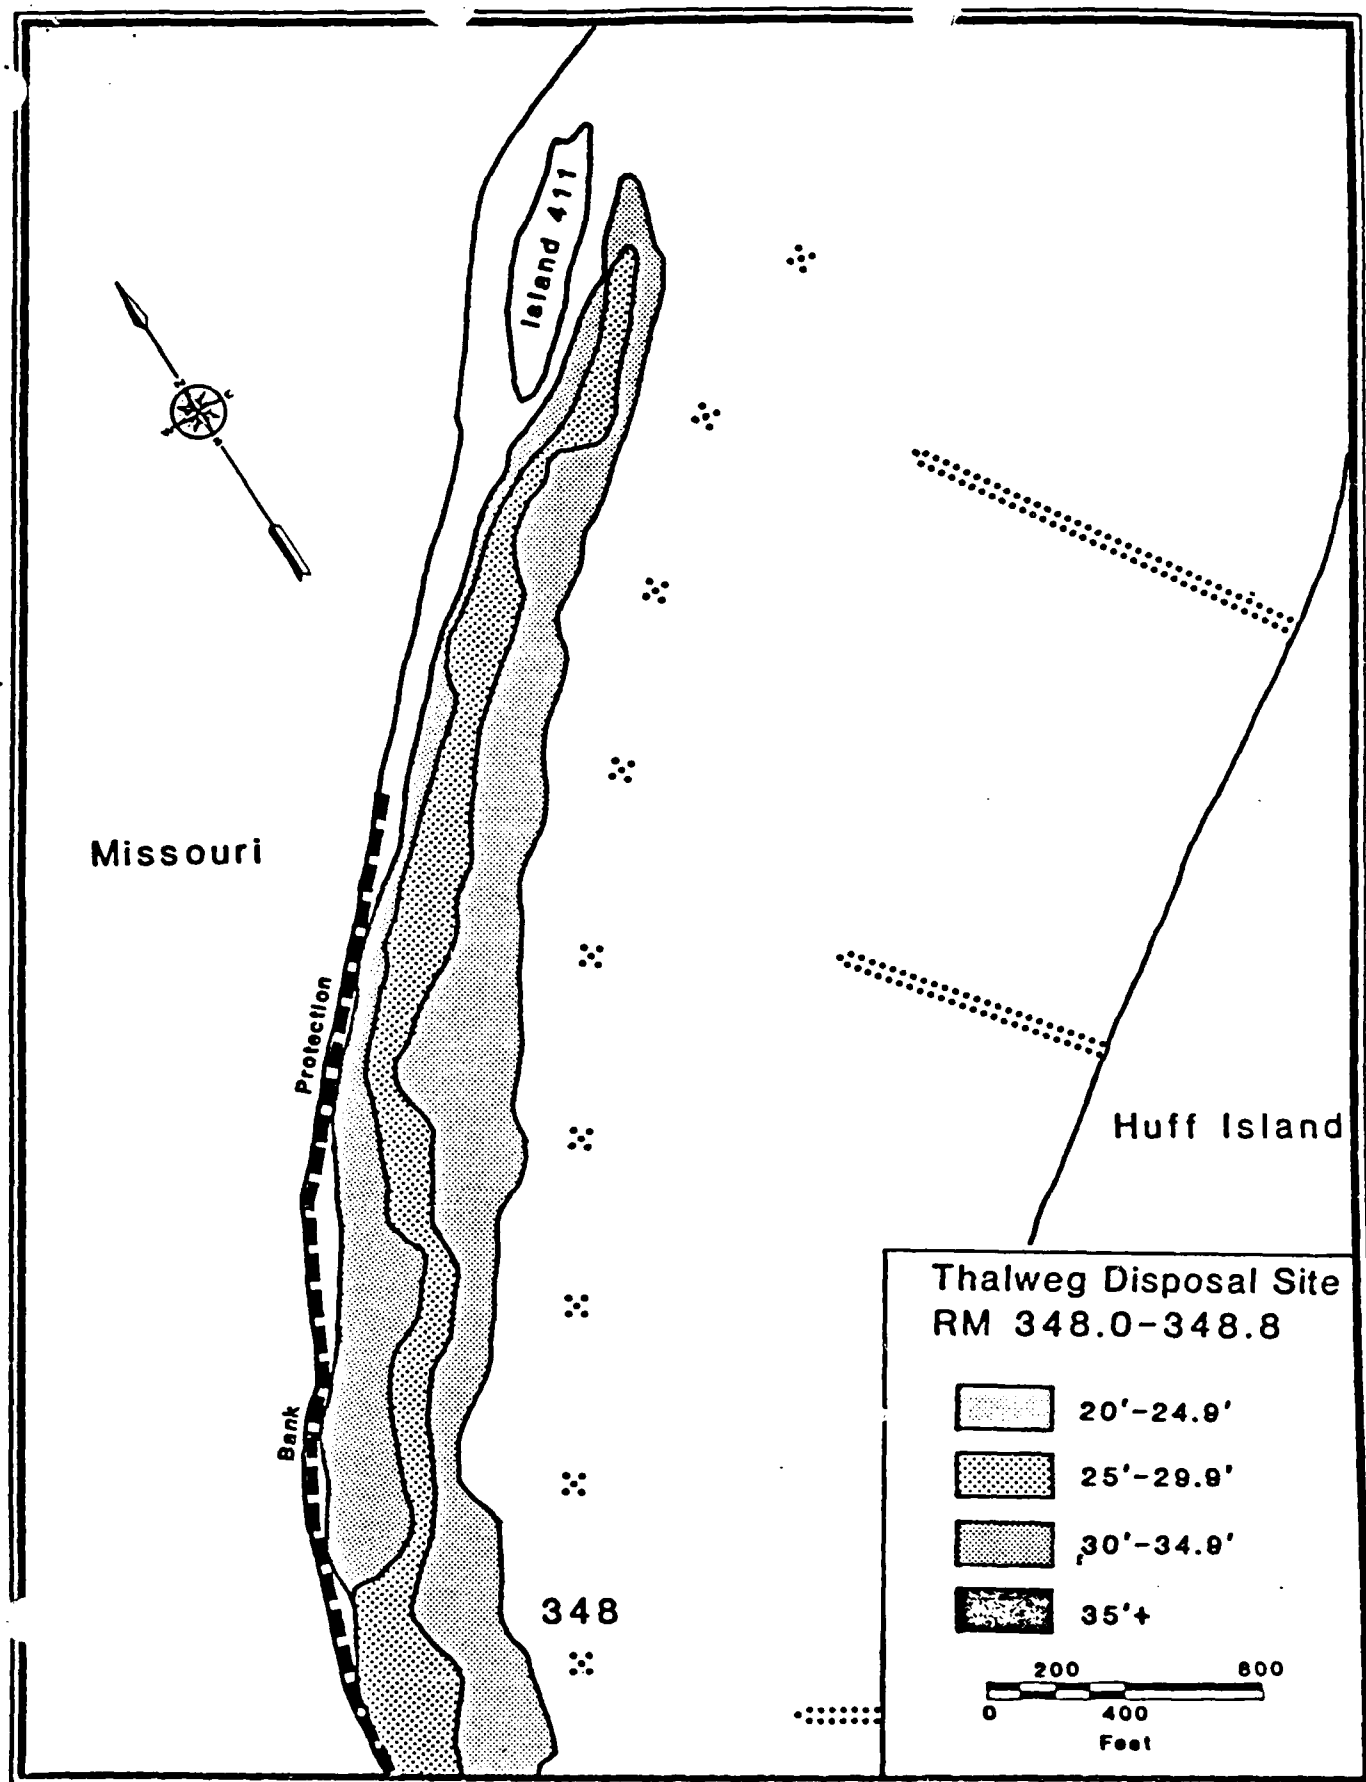 Island 411
Missouri
Protection
Huff Island
Bank
348
Thalweg Disposal Site
RM 348.0-348.8
20'-24.9'
25'-29.9'
30'-34.9'
35'+
200 800
0 400
Feet